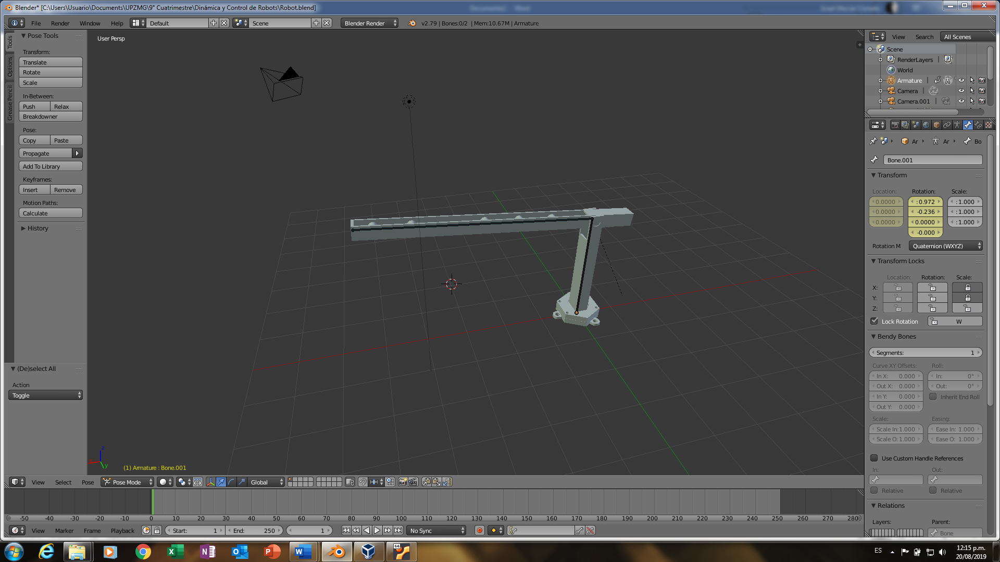 Blender* [C:\Users\Usuario\Documents\UPZMG\9° Cuatrimestre\Dinámica y Control de Robots\Robot.blend]
File Render Window Help Default Scene Blender Render v2.79 | Bones:0/2 | Mem:10.67M | Armature
Tools
Options
Grease Pencil
Pose Tools
Transform:
Translate
Rotate
Scale
In-Between:
Push Relax
Breakdowner
Pose:
Copy Paste
Propagate
Add To Library
Keyframes:
Insert Remove
Motion Paths:
Calculate
History
(De)select All
Action
Toggle
User Persp
z
x
y
(1) Armature : Bone.001
View Select Pose Pose Mode Global
-50 -40 -30 -20 -10 0 10 20 30 40 50 60 70 80 90 100 110 120 130 140 150 160 170 180 190 200 210 220 230 240 250 260 270 280
View Marker Frame Playback Start: 1 End: 250 1 No Sync
View Search All Scenes
Scene
RenderLayers
World
Armature
Camera
Camera.001
Ar Ar Bo
Bone.001
Transform
Location: Rotation: Scale:
0.0000 : 0.972 : 1.000
0.0000 -0.236 : 1.000
0.0000 0.0000 : 1.000
-0.000
Rotation M Quaternion (WXYZ)
Transform Locks
Location: Rotation: Scale:
X:
Y:
Z:
Lock Rotation W
Bendy Bones
Segments: 1
Curve XY Offsets: Roll:
In X: 0.000 In: 0°
Out X: 0.000 Out: 0°
In Y: 0.000 Inherit End Roll
Out Y: 0.000
Scale: Easing:
Scale In:1.000 Ease In: 1.000
Scale O:1.000 Ease O: 1.000
Use Custom Handle References
In: Out:
Relative Relative
Relations
Layers: Parent:
Bone
64
ES
12:15 p.m.
20/08/2019